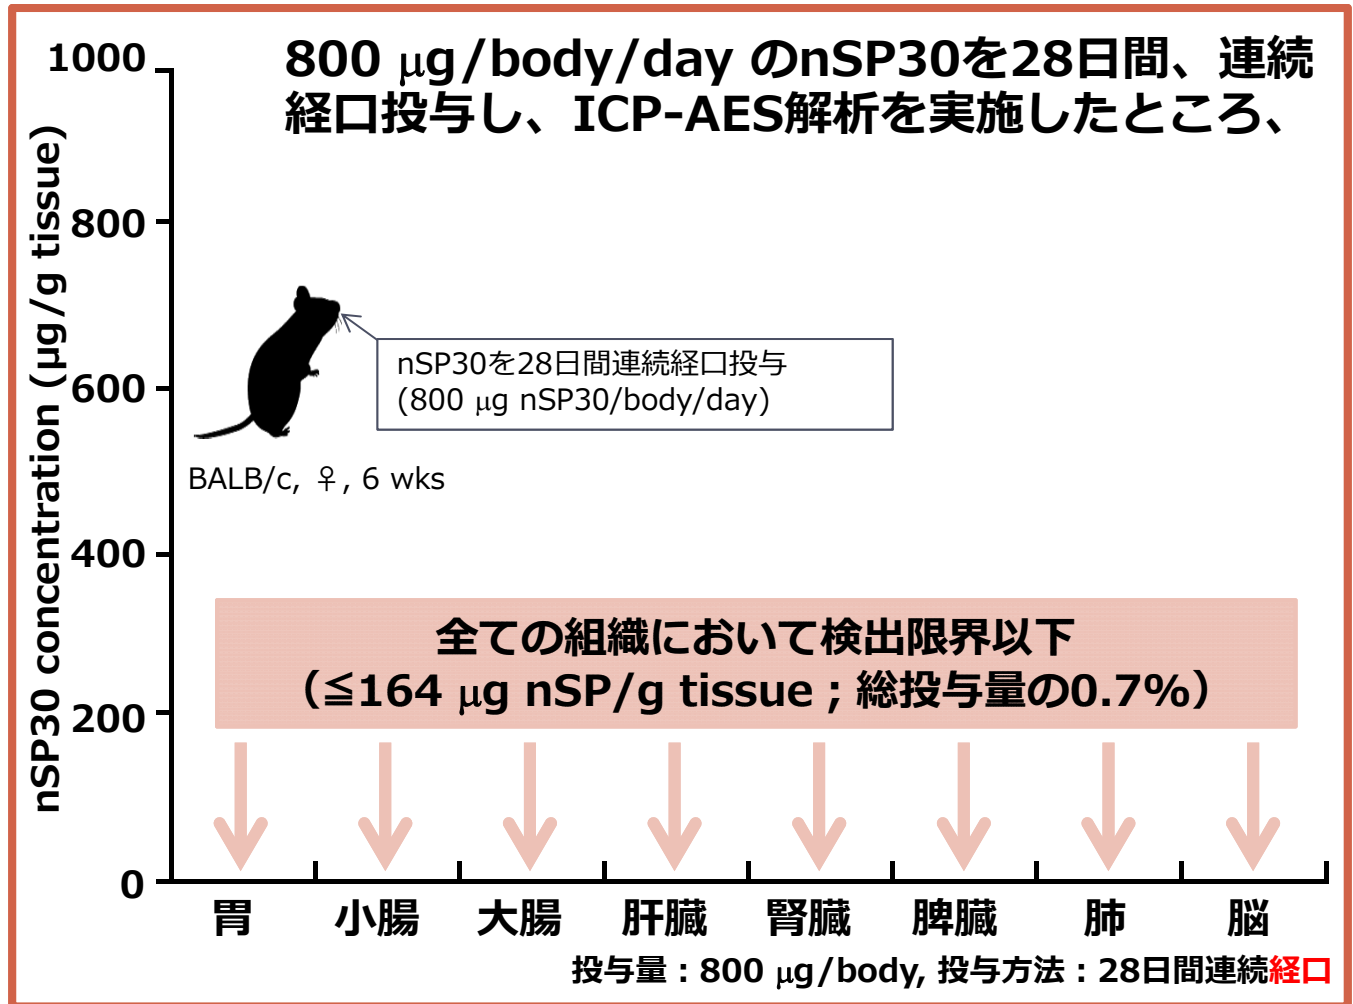 800 μg/body/day のnSP30を28日間、連続
経口投与し、ICP-AES解析を実施したところ、
nSP30 concentration (μg/g tissue)
1000
800
600
400
200
0
nSP30を28日間連続経口投与
(800 μg nSP30/body/day)
BALB/c, ♀, 6 wks
全ての組織において検出限界以下
（≦164 μg nSP/g tissue；総投与量の0.7%）
胃 小腸 大腸 肝臓 腎臓 脾臓 肺 脳
投与量：800 μg/body, 投与方法：28日間連続経口